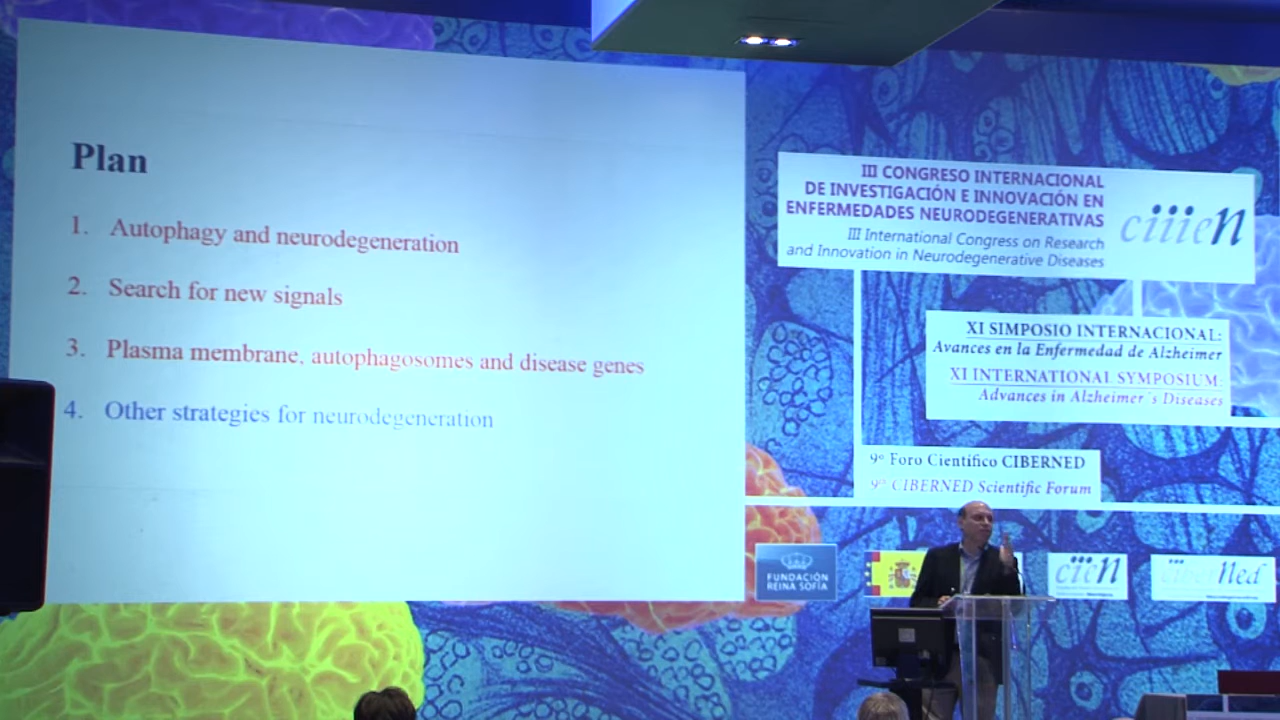 Plan
1. Autophagy and neurodegeneration
2. Search for new signals
3. Plasma membrane, autophagosomes and disease genes
4. Other strategies for neurodegeneration
III CONGRESO INTERNACIONAL
DE INVESTIGACIÓN E INNOVACIÓN EN
ENFERMEDADES NEURODEGENERATIVAS
III International Congress on Research
and Innovation in Neurodegenerative Diseases
ciiieN
XI SIMPOSIO INTERNACIONAL:
Avances en la Enfermedad de Alzheimer
XI INTERNATIONAL SYMPOSIUM:
Advances in Alzheimer´s Diseases
9º Foro Científico CIBERNED
9º CIBERNED Scientific Forum
FUNDACIÓN
REINA SOFÍA
ciieN
ciberNed